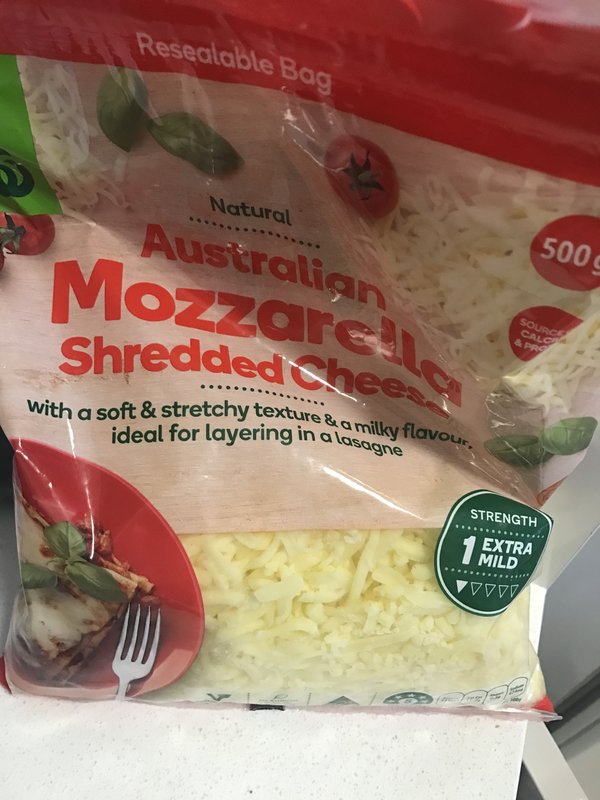 Resealable Bag
Natural
Australian
Mozzarella
Shredded Cheese
with a soft & stretchy texture & a milky flavour,
ideal for layering in a lasagne
500g
STRENGTH
1 EXTRA
MILD